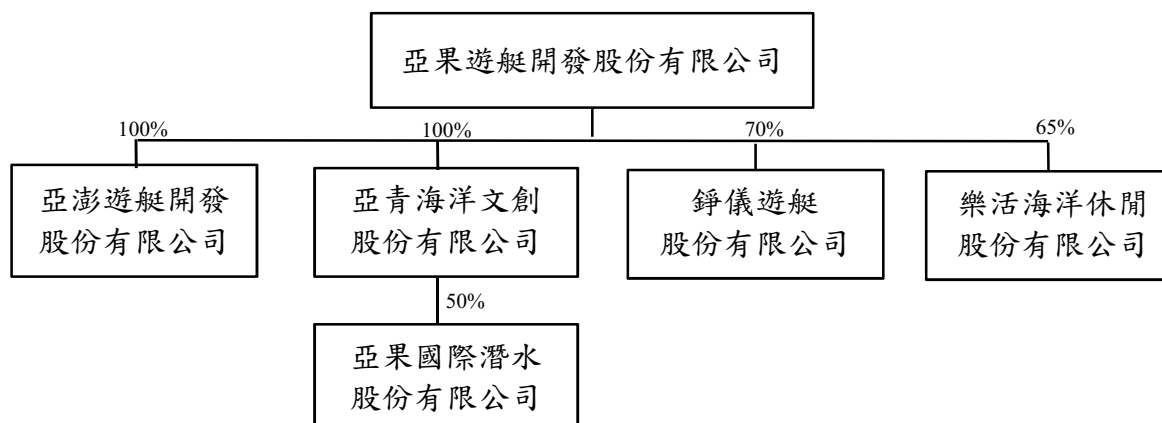 亞果遊艇開發股份有限公司
100%
100%
70%
65%
亞澎遊艇開發
股份有限公司
亞青海洋文創
股份有限公司
錚儀遊艇
股份有限公司
樂活海洋休閒
股份有限公司
50%
亞果國際潛水
股份有限公司